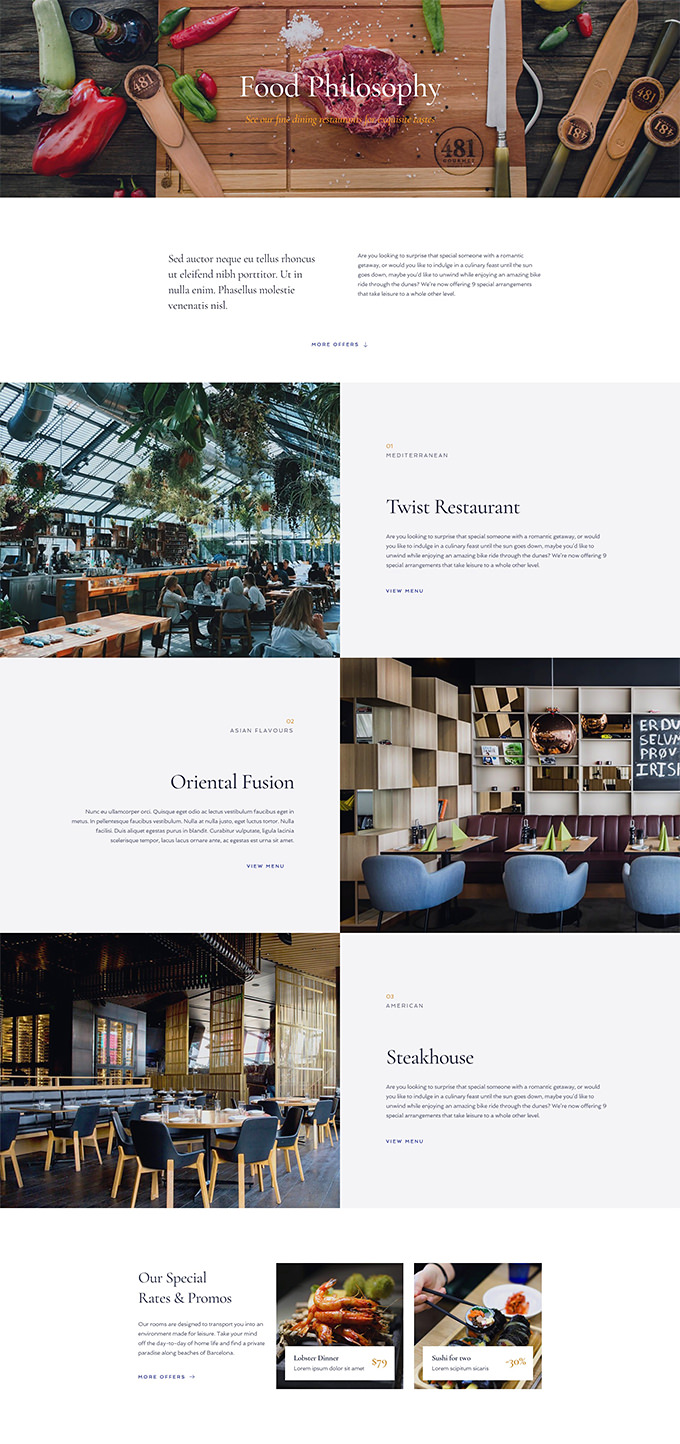 481
481
481
481
481
GOURMET
Food Philosophy
See our fine dining restaurants for exquisite taste
Sed auctor neque eu tellus rhoncus
ut eleifend nibh porttitor. Ut in
nulla enim. Phasellus molestie
venenatis nisl.
Are you looking to surprise that special someone with a romantic
getaway, or would you like to indulge in a culinary feast until the sun
goes down, maybe you'd like to unwind while enjoying an amazing bike
ride through the dunes? We're now offering 9 special arrangements
that take leisure to a whole other level.
MORE OFFERS ↓
01
MEDITERRANEAN
Twist Restaurant
Are you looking to surprise that special someone with a romantic getaway, or would
you like to indulge in a culinary feast until the sun goes down, maybe you'd like to
unwind while enjoying an amazing bike ride through the dunes? We're now offering 9
special arrangements that take leisure to a whole other level.
VIEW MENU
02
ASIAN FLAVOURS
Oriental Fusion
Nunc eu ullamcorper orci. Quisque eget odio ac lectus vestibulum faucibus eget in
metus. In pellentesque faucibus vestibulum. Nulla at nulla justo, eget luctus tortor. Nulla
facilisi. Duis aliquet egestas purus in blandit. Curabitur vulputate, ligula lacinia
scelerisque tempor, lacus lacus ornare ante, ac egestas est urna sit amet.
VIEW MENU
ERDU
SELUM
PRØV
IRISH
03
AMERICAN
Steakhouse
Are you looking to surprise that special someone with a romantic getaway, or would
you like to indulge in a culinary feast until the sun goes down, maybe you'd like to
unwind while enjoying an amazing bike ride through the dunes? We're now offering 9
special arrangements that take leisure to a whole other level.
VIEW MENU
Our Special
Rates & Promos
Our rooms are designed to transport you into an
environment made for leisure. Take your mind
off the day-to-day of home life and find a private
paradise along beaches of Barcelona.
MORE OFFERS →
Lobster Dinner
Lorem ipsum dolor sit amet
$79
Sushi for two
Lorem scipitum sicaris
-30%